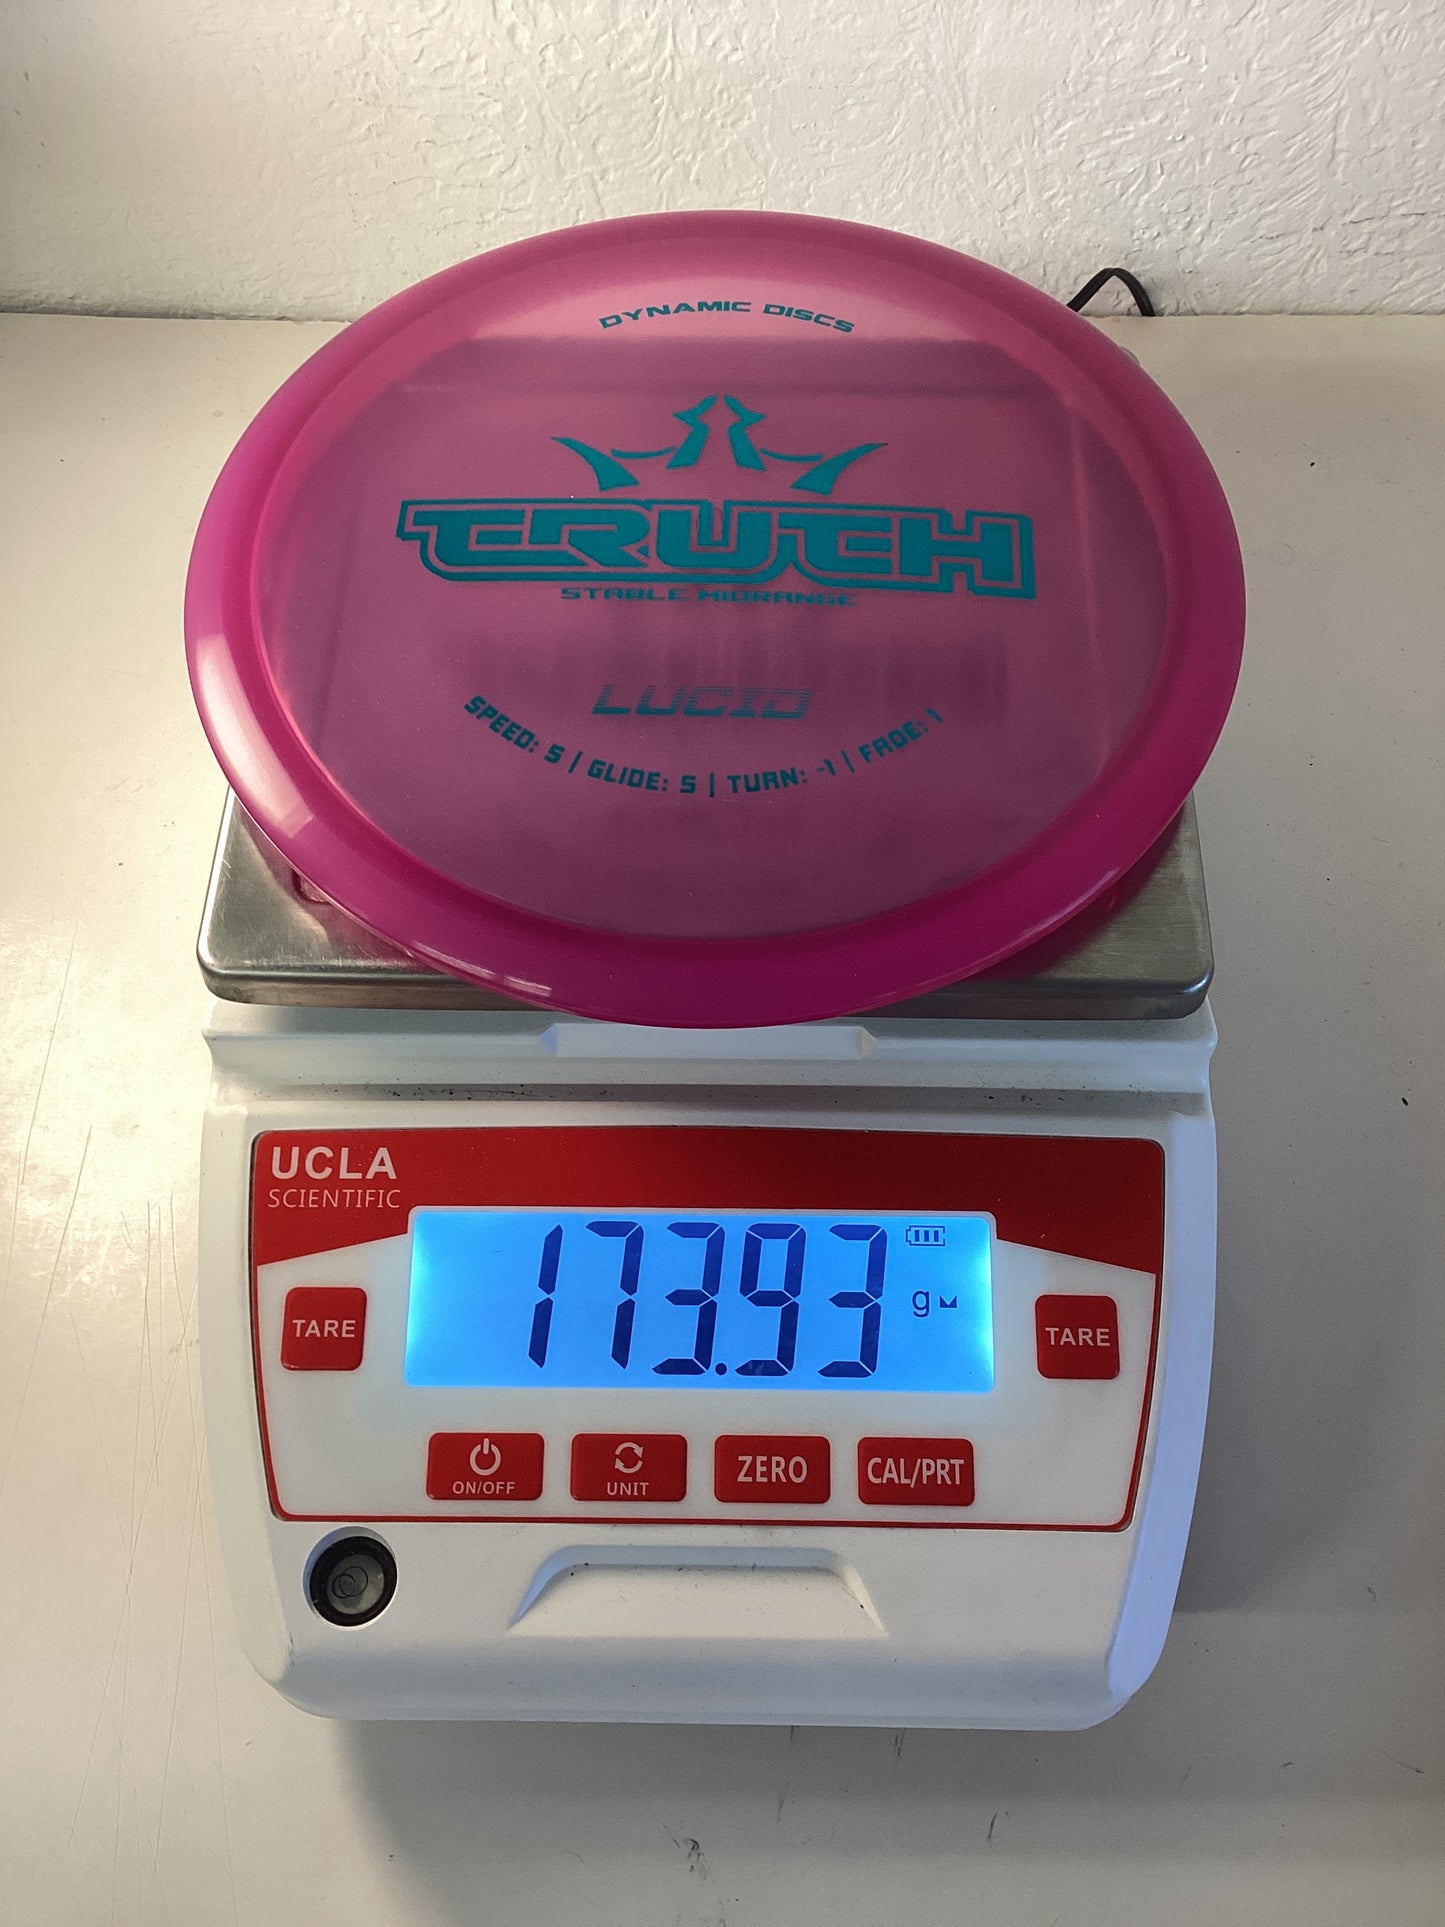 DYNAMIC DISCS
TRUTH
STABLE MIDRANGE
LUCID
SPEED: 5 | GLIDE: 5 | TURN: -1 | FADE: 1
UCLA
SCIENTIFIC
173.93 g
TARE
TARE
ON/OFF
UNIT
ZERO
CAL/PRT